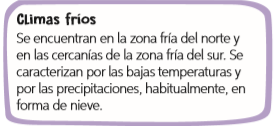 Climas fríos
Se encuentran en la zona fría del norte y
en las cercanías de la zona fría del sur. Se
caracterizan por las bajas temperaturas y
por las precipitaciones, habitualmente, en
forma de nieve.